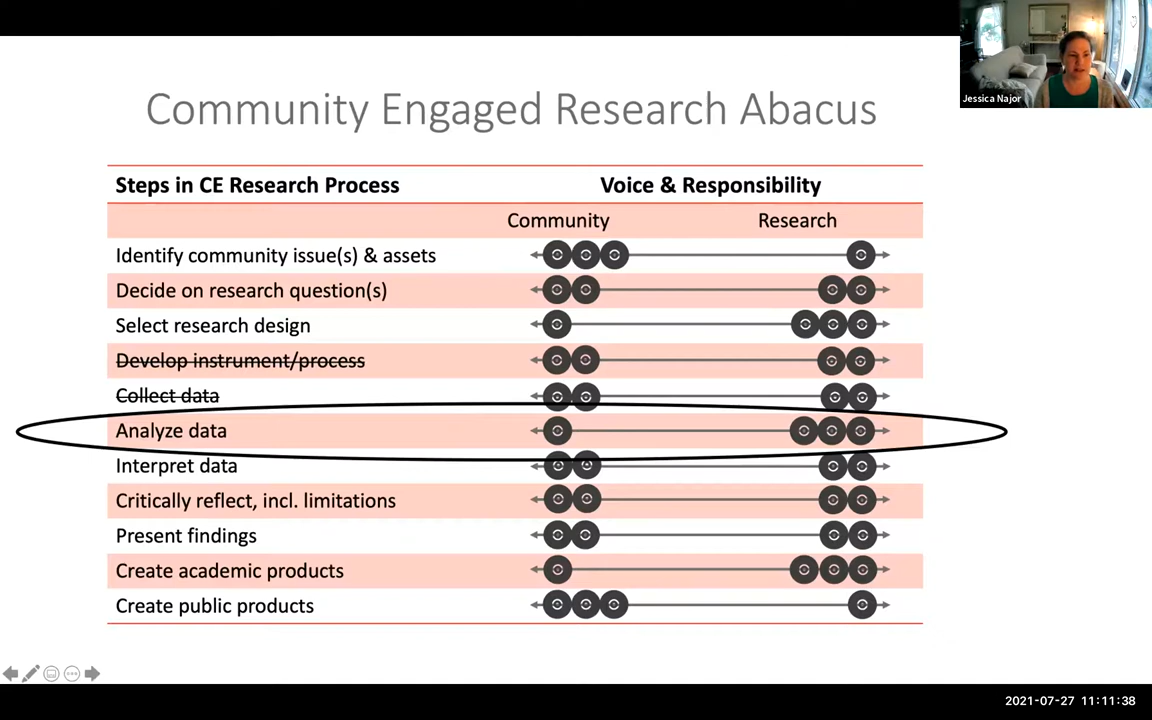 Jessica Najor
Community Engaged Research Abacus
Steps in CE Research Process Voice & Responsibility
Community Research
Identify community issue(s) & assets
Decide on research question(s)
Select research design
Develop instrument/process
Collect data
Analyze data
Interpret data
Critically reflect, incl. limitations
Present findings
Create academic products
Create public products
2021-07-27 11:11:38